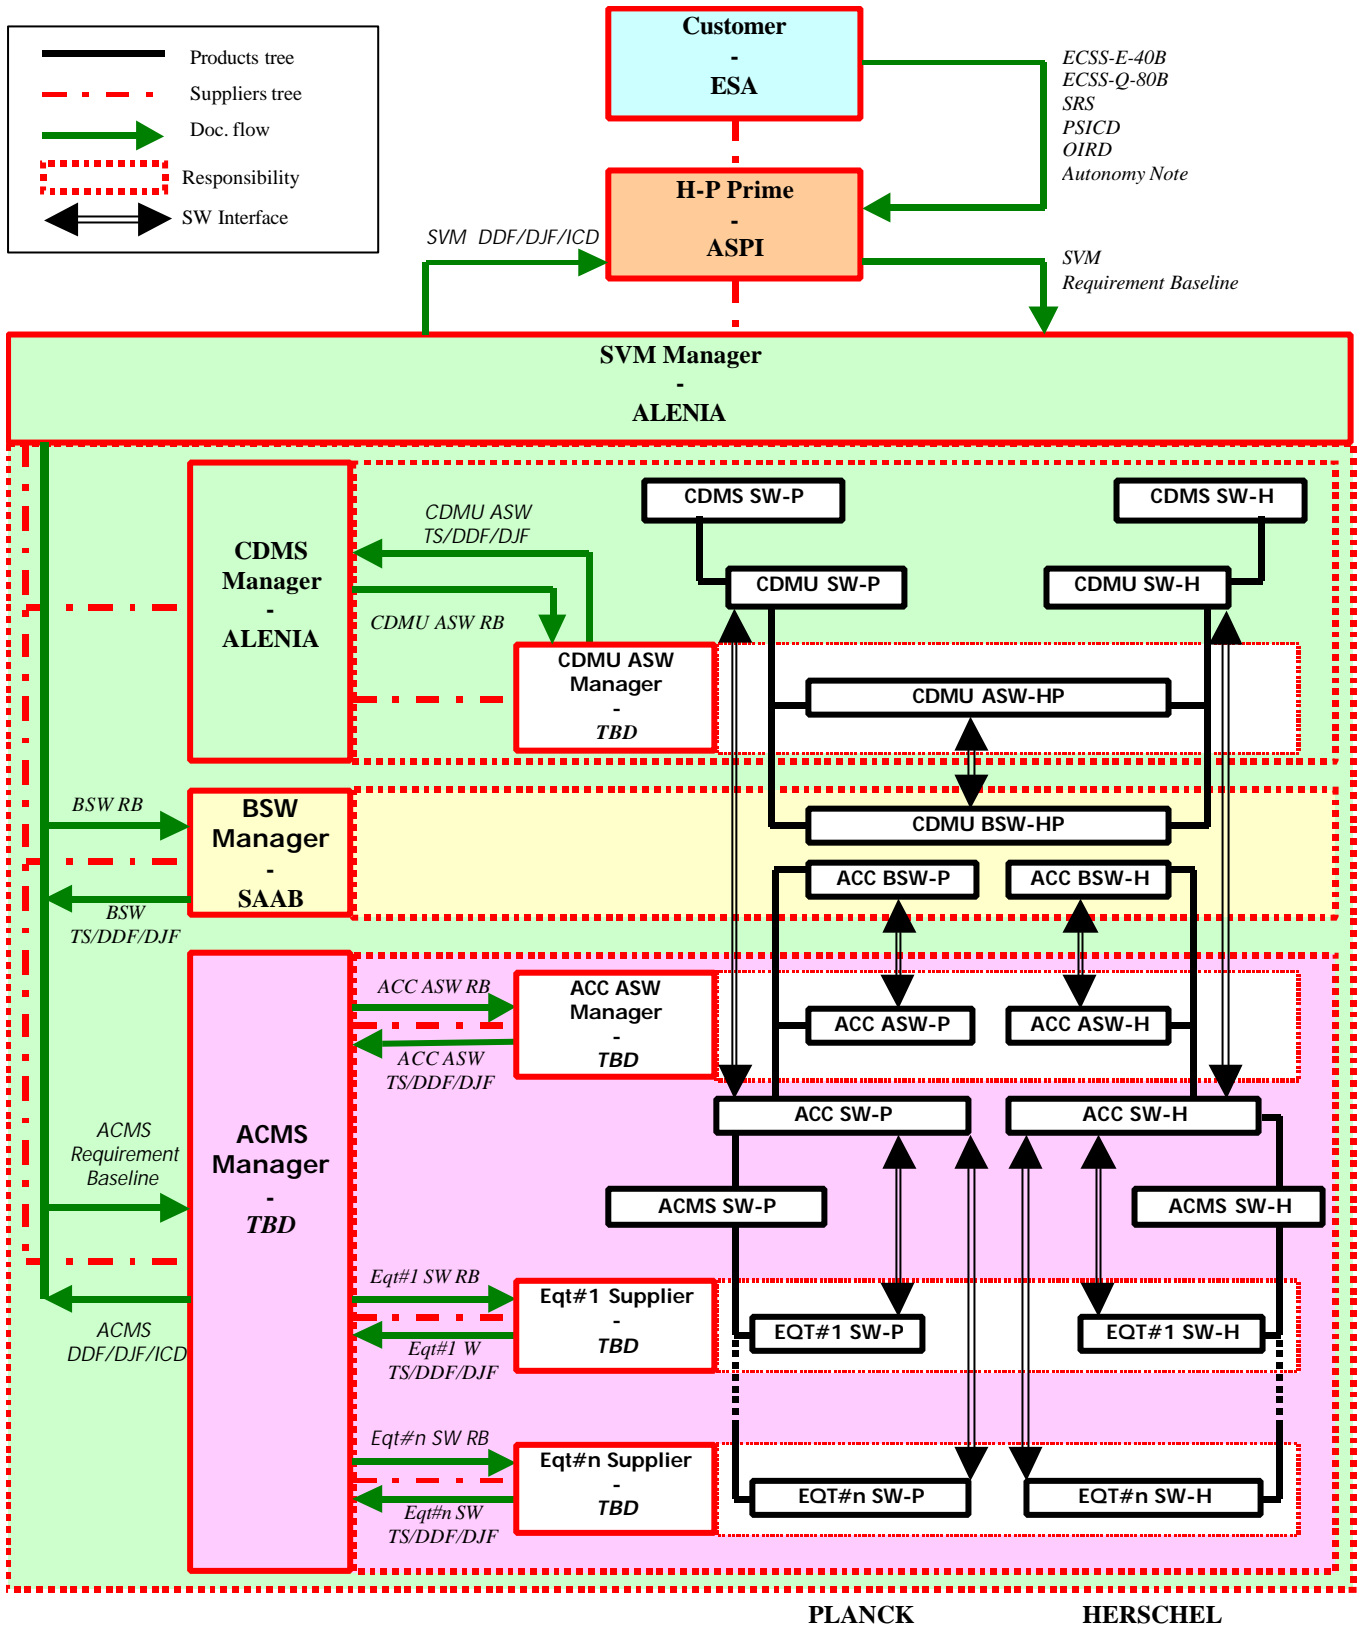 Products tree
Suppliers tree
Doc. flow
Responsibility
SW Interface
Customer
-
ESA
ECSS-E-40B
ECSS-Q-80B
SRS
PSICD
OIRD
Autonomy Note
H-P Prime
-
ASPI
SVM DDF/DJF/ICD
SVM
Requirement Baseline
SVM Manager
-
ALENIA
CDMS
Manager
-
ALENIA
CDMU ASW
TS/DDF/DJF
CDMU ASW RB
CDMU ASW
Manager
-
TBD
CDMS SW-P
CDMS SW-H
CDMU SW-P
CDMU SW-H
CDMU ASW-HP
BSW RB
BSW
Manager
-
SAAB
BSW
TS/DDF/DJF
CDMU BSW-HP
ACC BSW-P
ACC BSW-H
ACC ASW RB
ACC ASW
TS/DDF/DJF
ACC ASW
Manager
-
TBD
ACC ASW-P
ACC ASW-H
ACC SW-P
ACC SW-H
ACMS
Requirement
Baseline
ACMS
Manager
-
TBD
ACMS SW-P
ACMS SW-H
ACMS
DDF/DJF/ICD
Eqt#1 SW RB
Eqt#1 W
TS/DDF/DJF
Eqt#1 Supplier
-
TBD
EQT#1 SW-P
EQT#1 SW-H
Eqt#n SW RB
Eqt#n SW
TS/DDF/DJF
Eqt#n Supplier
-
TBD
EQT#n SW-P
EQT#n SW-H
PLANCK
HERSCHEL